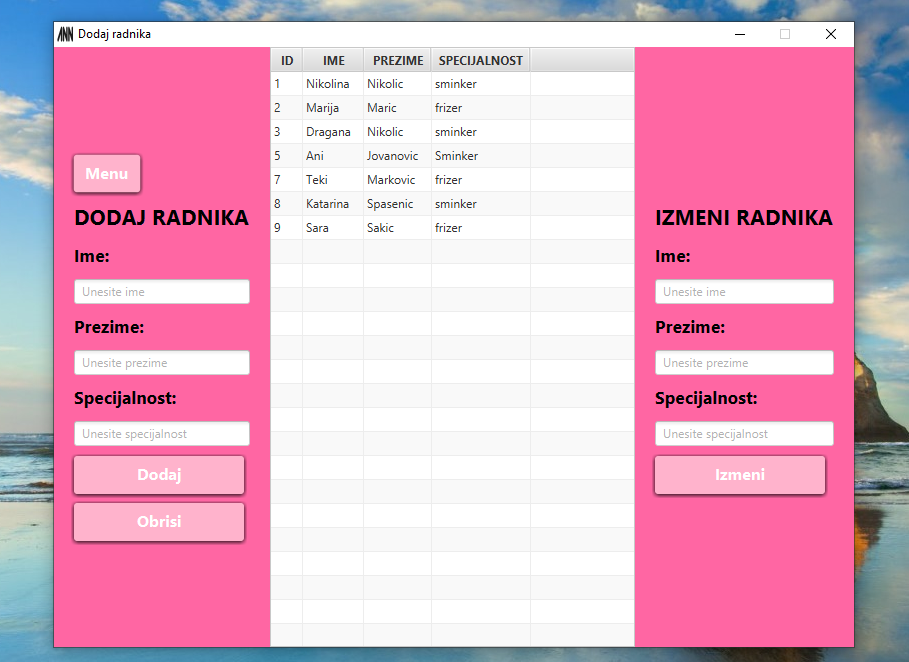 ANN Dodaj radnika
Menu
DODAJ RADNIKA
Ime:
Unesite ime
Prezime:
Unesite prezime
Specijalnost:
Unesite specijalnost
Dodaj
Obrisi
ID IME PREZIME SPECIJALNOST
1 Nikolina Nikolic sminker
2 Marija Maric frizer
3 Dragana Nikolic sminker
5 Ani Jovanovic Sminker
7 Teki Markovic frizer
8 Katarina Spasenic sminker
9 Sara Sakic frizer
IZMENI RADNIKA
Ime:
Unesite ime
Prezime:
Unesite prezime
Specijalnost:
Unesite specijalnost
Izmeni